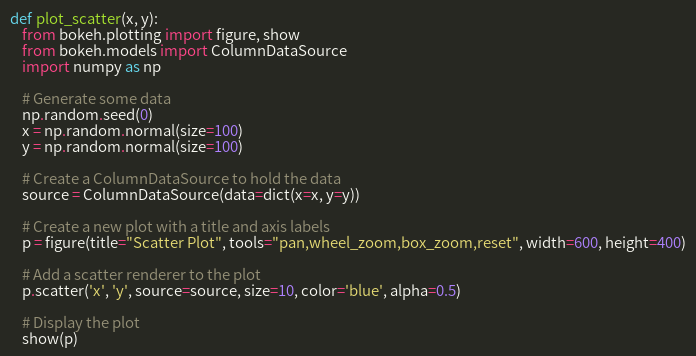 def plot_scatter(x, y):
from bokeh.plotting import figure, show
from bokeh.models import ColumnDataSource
import numpy as np
# Generate some data
np.random.seed(0)
x = np.random.normal(size=100)
y = np.random.normal(size=100)
# Create a ColumnDataSource to hold the data
source = ColumnDataSource(data=dict(x=x, y=y))
# Create a new plot with a title and axis labels
p = figure(title="Scatter Plot", tools="pan,wheel_zoom,box_zoom,reset", width=600, height=400)
# Add a scatter renderer to the plot
p.scatter('x', 'y', source=source, size=10, color='blue', alpha=0.5)
# Display the plot
show(p)